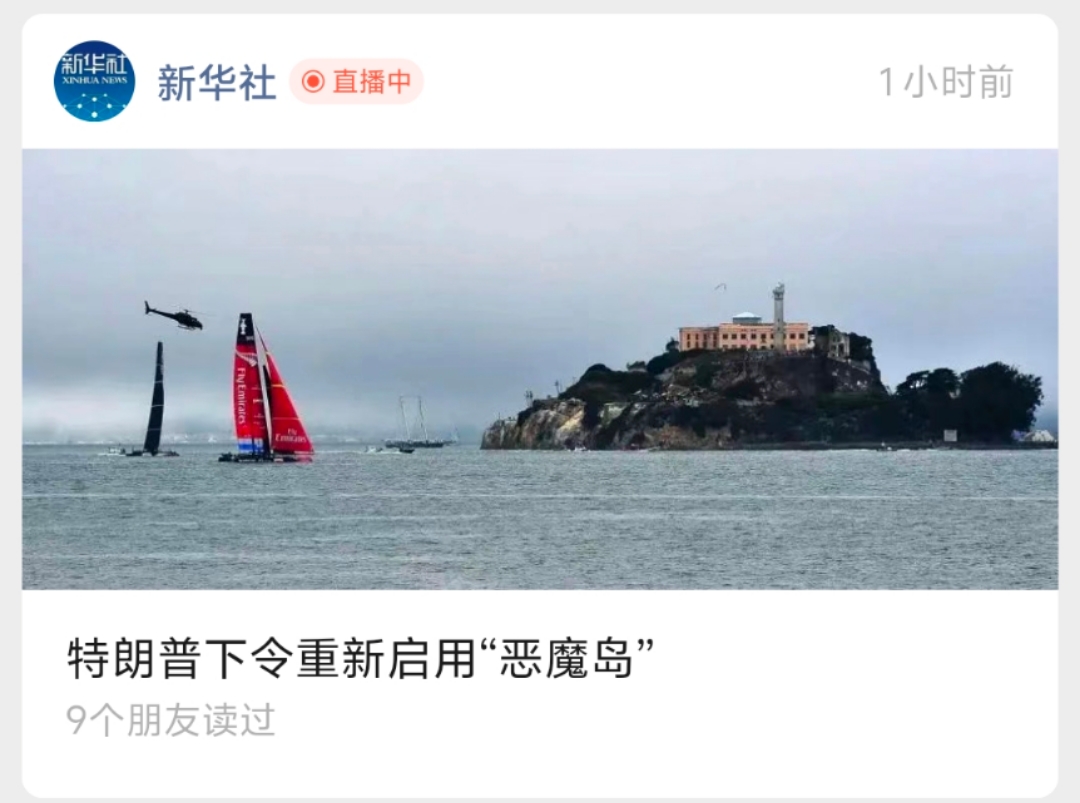 新华社
XINHUA NEWS
新华社 直播中 1小时前
Fly Emirates
Fly
Emirates
特朗普下令重新启用“恶魔岛”
9个朋友读过